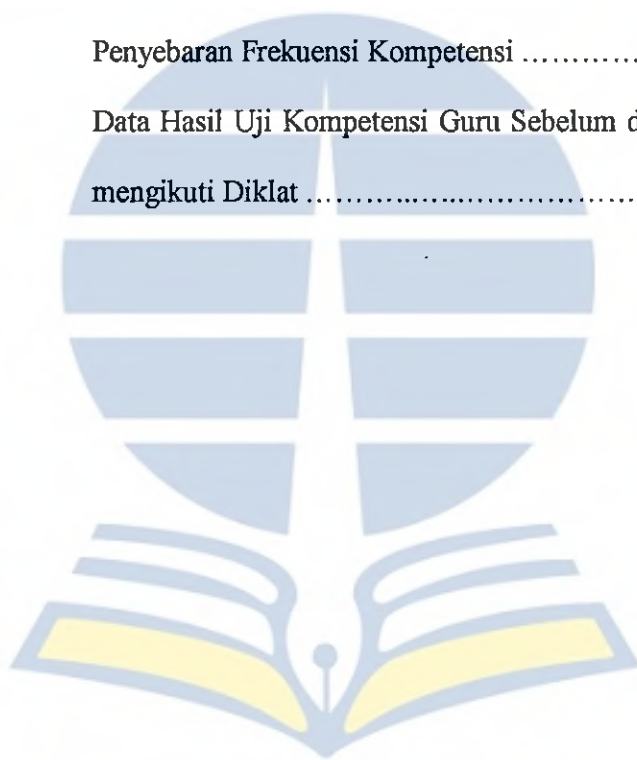 Penyebaran Frekuensi Kompetensi ..............
Data Hasil Uji Kompetensi Guru Sebelum
mengikuti Diklat ....................................